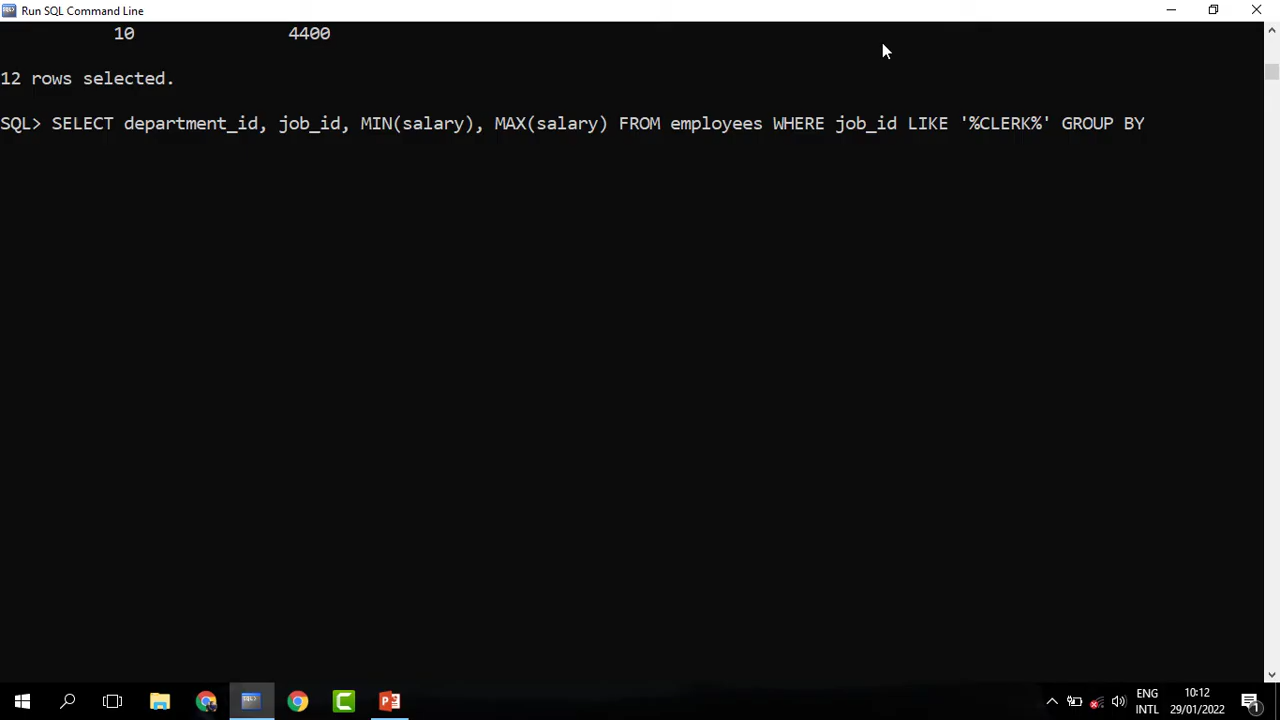 Run SQL Command Line
10 4400
12 rows selected.
SQL> SELECT department_id, job_id, MIN(salary), MAX(salary) FROM employees WHERE job_id LIKE '%CLERK%' GROUP BY
ENG
INTL
10:12
29/01/2022